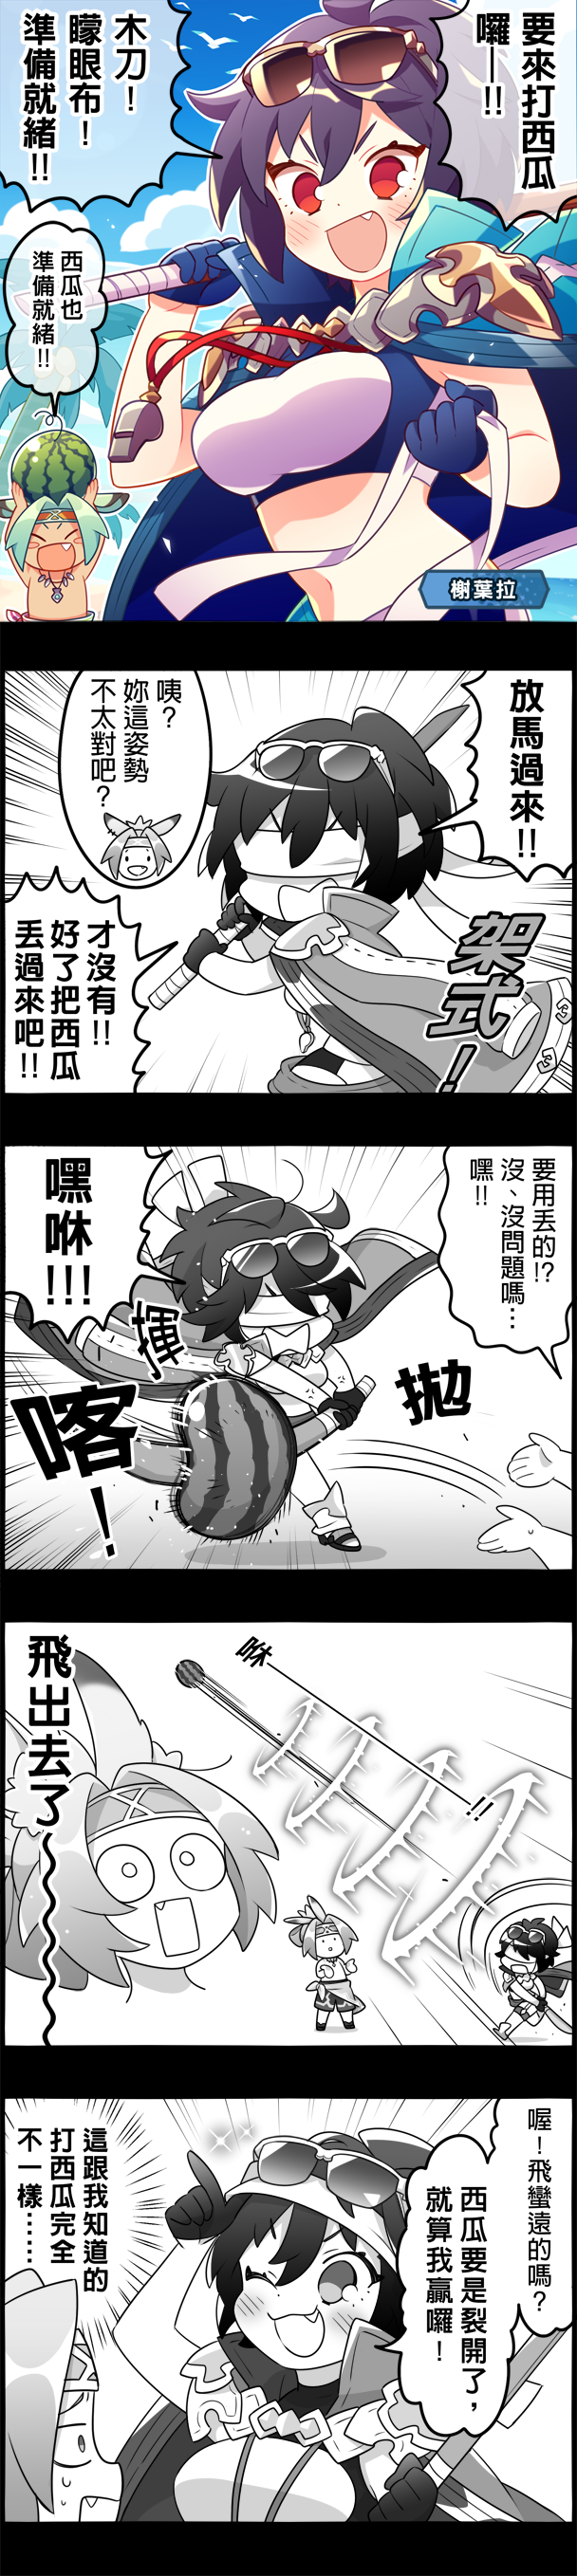 要來打西瓜
囉—!!
木刀！
矇眼布！
準備就緒!!
西瓜也
準備就緒!!
榭葉拉
放馬過來!!
咦？
妳這姿勢
不太對吧？
架式！
才沒有!!
好了把西瓜
丟過來吧!!
要用丟的!?
沒、沒問題嗎…
嘿!!
拋
嘿咻!!!
揮
喀！
咻——!!
飛出去了～～～
喔！飛蠻遠的嗎？
西瓜要是裂開了，
就算我贏囉！
這跟我知道的
打西瓜完全
不一樣……